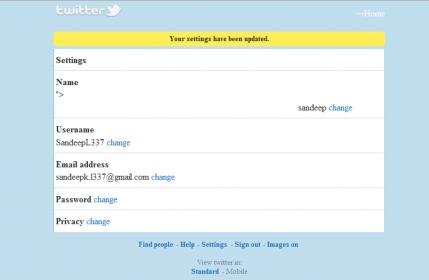 twitter
→Home
Your settings have been updated.
Settings
Name
">
sandeep change
Username
SandeepL337 change
Email address
sandeepk.l337@gmail.com change
Password change
Privacy change
Find people - Help - Settings - Sign out - Images on
View twitter in:
Standard - Mobile